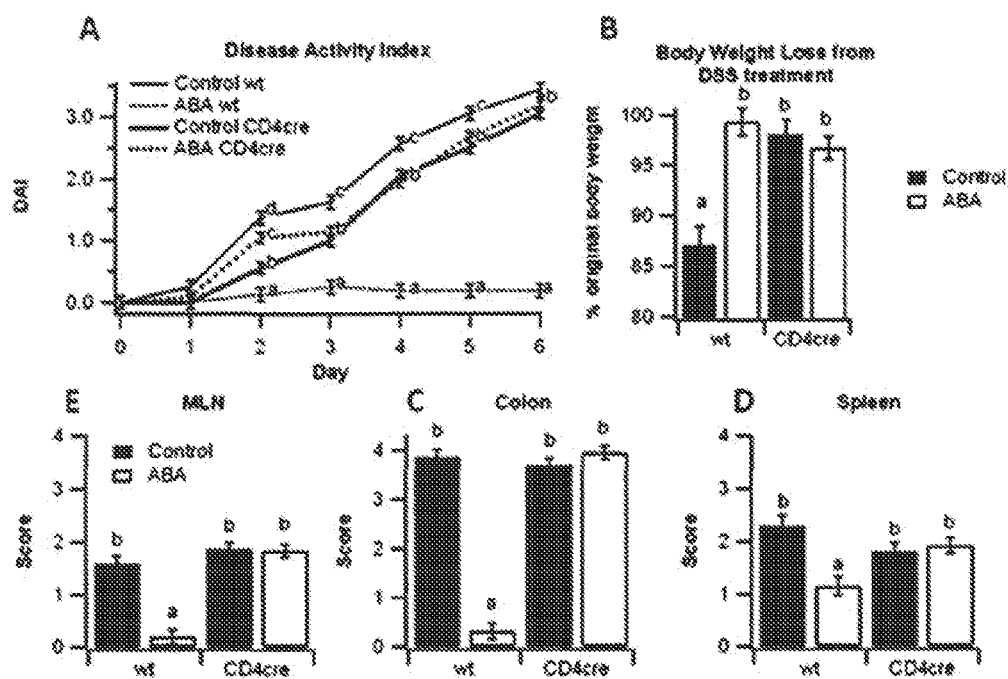 A
Disease Activity Index
Control wt
ABA wt
Control CD4cre
ABA CD4cre
DAI
3.0
2.0
1.0
0.0
d
c
b
a
c
b
a
c
b
a
c
b
a
b
a
0
1
2
3
4
5
6
Day
B
Body Weight Loss from
DSS treatment
% original body weight
100
95
90
85
80
a
b
b
b
wt
CD4cre
Control
ABA
E
MLN
Control
ABA
Score
4
3
2
1
0
b
a
b
b
wt
CD4cre
C
Colon
Score
4
3
2
1
0
b
a
b
b
wt
CD4cre
D
Spleen
Score
4
3
2
1
0
b
a
b
b
wt
CD4cre